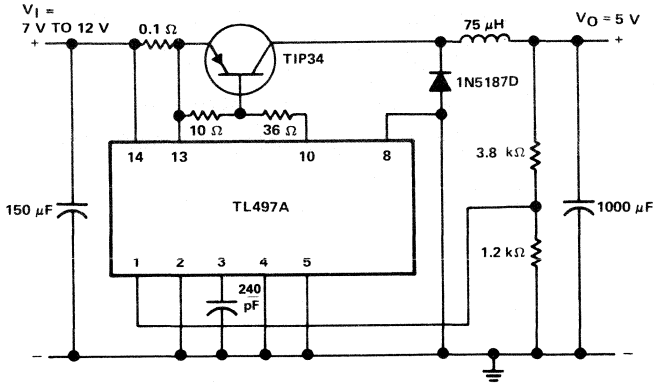 V_I =
7 V TO 12 V
0.1 Ω
75 μH
V_O = 5 V
+
+
TIP34
1N5187D
10 Ω
36 Ω
14
13
10
8
3.8 kΩ
150 μF
TL497A
1000 μF
1.2 kΩ
1
2
3
4
5
240
pF
−
−